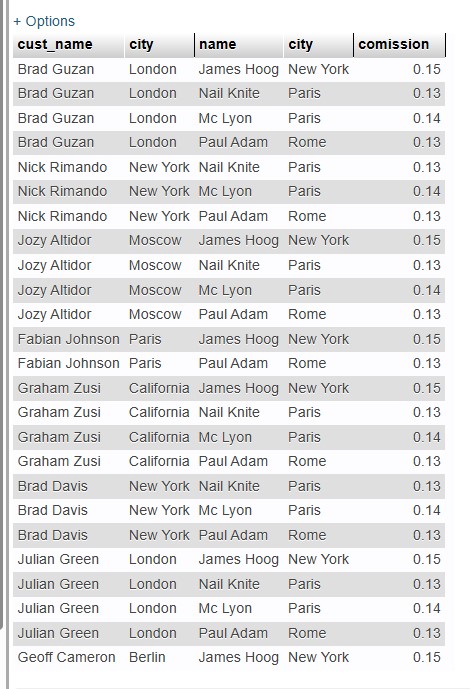 + Options
cust_name city name city comission
Brad Guzan London James Hoog New York 0.15
Brad Guzan London Nail Knite Paris 0.13
Brad Guzan London Mc Lyon Paris 0.14
Brad Guzan London Paul Adam Rome 0.13
Nick Rimando New York Nail Knite Paris 0.13
Nick Rimando New York Mc Lyon Paris 0.14
Nick Rimando New York Paul Adam Rome 0.13
Jozy Altidor Moscow James Hoog New York 0.15
Jozy Altidor Moscow Nail Knite Paris 0.13
Jozy Altidor Moscow Mc Lyon Paris 0.14
Jozy Altidor Moscow Paul Adam Rome 0.13
Fabian Johnson Paris James Hoog New York 0.15
Fabian Johnson Paris Paul Adam Rome 0.13
Graham Zusi California James Hoog New York 0.15
Graham Zusi California Nail Knite Paris 0.13
Graham Zusi California Mc Lyon Paris 0.14
Graham Zusi California Paul Adam Rome 0.13
Brad Davis New York Nail Knite Paris 0.13
Brad Davis New York Mc Lyon Paris 0.14
Brad Davis New York Paul Adam Rome 0.13
Julian Green London James Hoog New York 0.15
Julian Green London Nail Knite Paris 0.13
Julian Green London Mc Lyon Paris 0.14
Julian Green London Paul Adam Rome 0.13
Geoff Cameron Berlin James Hoog New York 0.15